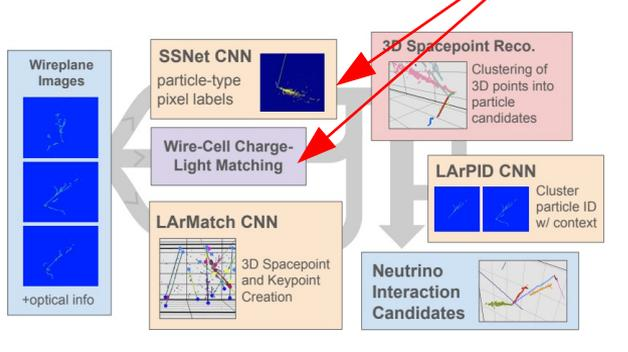 Wireplane
Images
+optical info
SSNet CNN
particle-type
pixel labels
Wire-Cell Charge-
Light Matching
LArMatch CNN
3D Spacepoint
and Keypoint
Creation
3D Spacepoint Reco.
Clustering of
3D points into
particle
candidates
LArPID CNN
Cluster
particle ID
w/ context
Neutrino
Interaction
Candidates